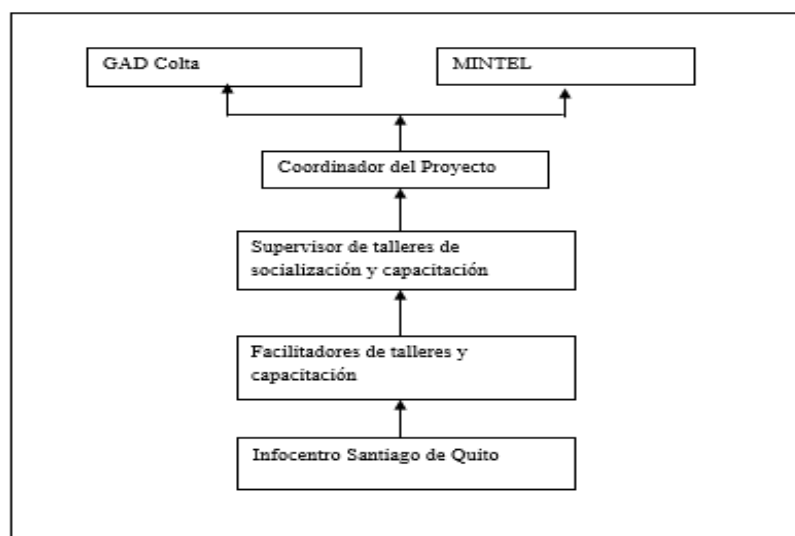 GAD Colta
MINTEL
Coordinador del Proyecto
Supervisor de talleres de
socialización y capacitación
Facilitadores de talleres y
capacitación
Infocentro Santiago de Quito